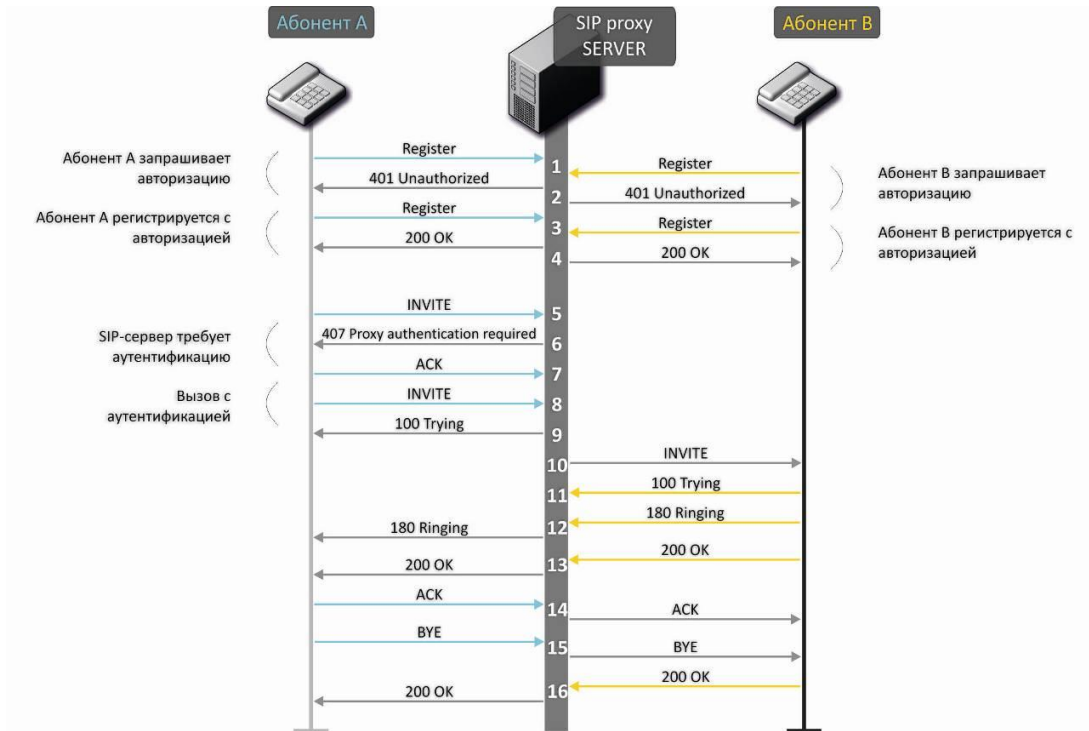 Абонент А
SIP proxy
SERVER
Абонент В
Абонент А запрашивает
авторизацию
Register
1
Register
Абонент В запрашивает
авторизацию
401 Unauthorized
2
401 Unauthorized
Абонент А регистрируется с
авторизацией
Register
3
Register
Абонент В регистрируется с
авторизацией
200 OK
4
200 OK
INVITE
5
SIP-сервер требует
аутентификацию
407 Proxy authentication required
6
ACK
7
Вызов с
аутентификацией
INVITE
8
100 Trying
9
INVITE
10
100 Trying
11
180 Ringing
12
180 Ringing
200 OK
13
200 OK
ACK
14
ACK
BYE
15
BYE
200 OK
16
200 OK